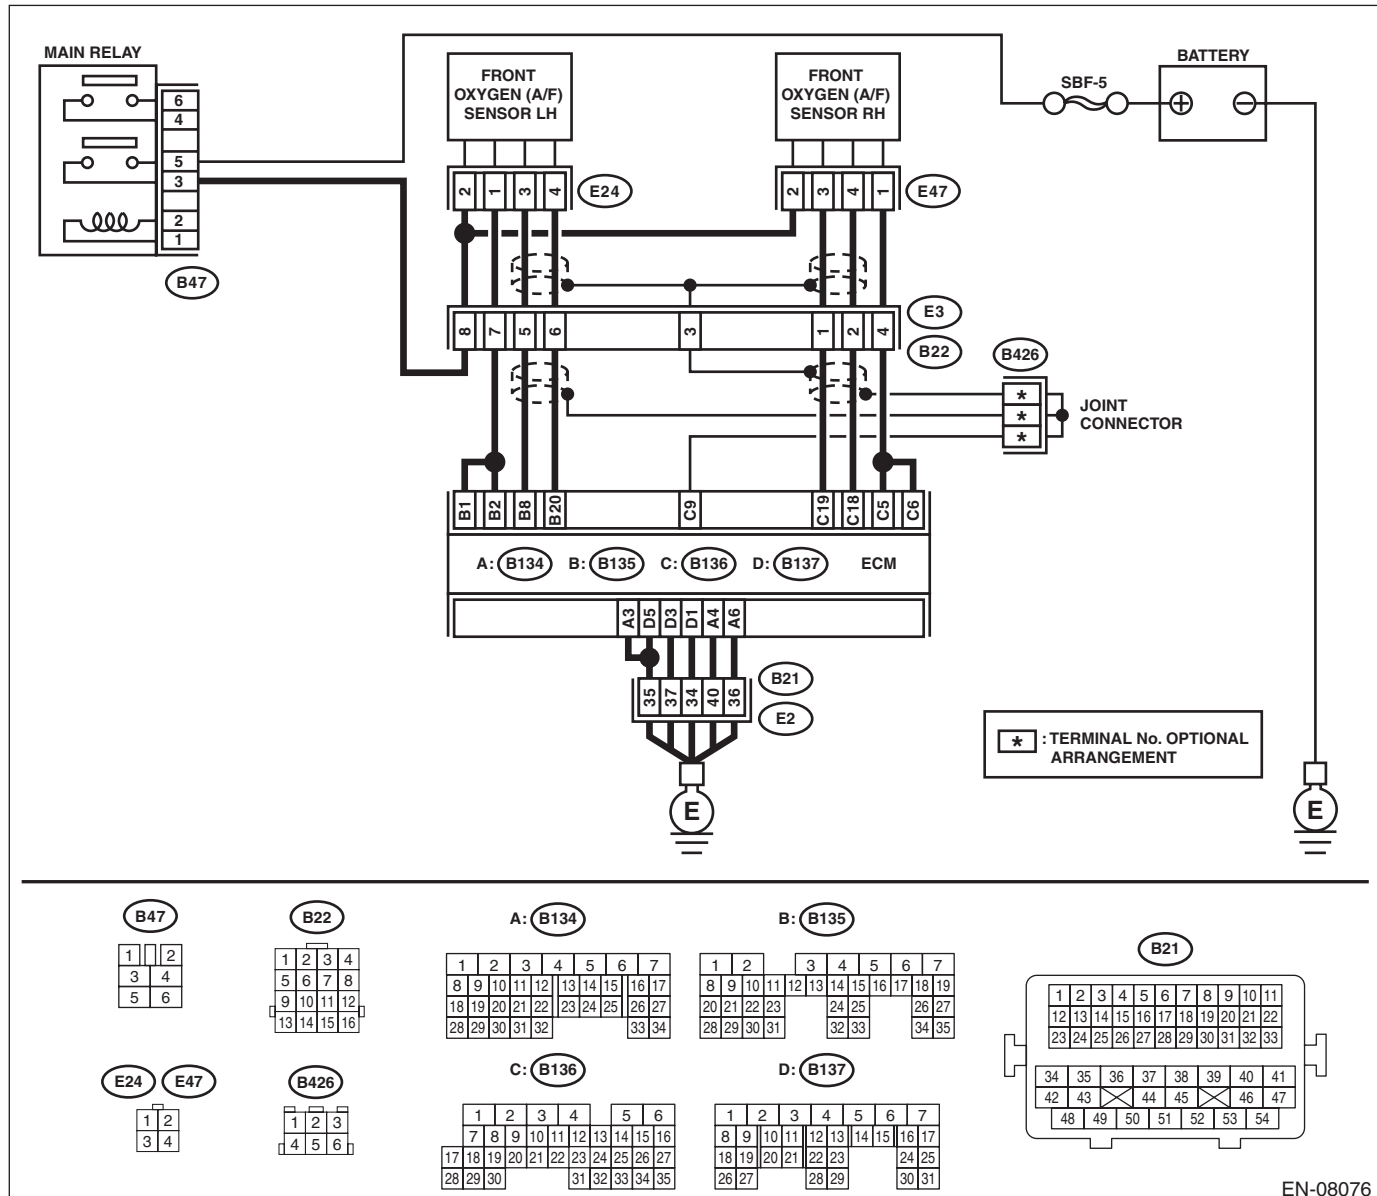 MAIN RELAY
6
4
5
3
2
1
B47
FRONT
OXYGEN (A/F)
SENSOR LH
FRONT
OXYGEN (A/F)
SENSOR RH
SBF-5
BATTERY
2 1 3 4
E24
2 3 4 1
E47
8 7 5 6 3 1 2 4
E3
B22
B426
*
*
*
JOINT
CONNECTOR
B1 B2 B8 B20 C9 C19 C18 C5 C6
A: B134 B: B135 C: B136 D: B137 ECM
A3 D5 D3 D1 A4 A6
35 37 34 40 36
B21
E2
E
* : TERMINAL No. OPTIONAL
ARRANGEMENT
E
B47
1 2
3 4
5 6
B22
1 2 3 4
5 6 7 8
9 10 11 12
13 14 15 16
A: B134
1 2 3 4 5 6 7
8 9 10 11 12 13 14 15 16 17
18 19 20 21 22 23 24 25 26 27
28 29 30 31 32 33 34
B: B135
1 2 3 4 5 6 7
8 9 10 11 12 13 14 15 16 17 18 19
20 21 22 23 24 25 26 27
28 29 30 31 32 33 34 35
B21
1 2 3 4 5 6 7 8 9 10 11
12 13 14 15 16 17 18 19 20 21 22
23 24 25 26 27 28 29 30 31 32 33
34 35 36 37 38 39 40 41
42 43 44 45 46 47
48 49 50 51 52 53 54
E24 E47
1 2
3 4
B426
1 2 3
4 5 6
C: B136
1 2 3 4 5 6
7 8 9 10 11 12 13 14 15 16
17 18 19 20 21 22 23 24 25 26 27
28 29 30 31 32 33 34 35
D: B137
1 2 3 4 5 6 7
8 9 10 11 12 13 14 15 16 17
18 19 20 21 22 23 24 25
26 27 28 29 30 31
EN-08076